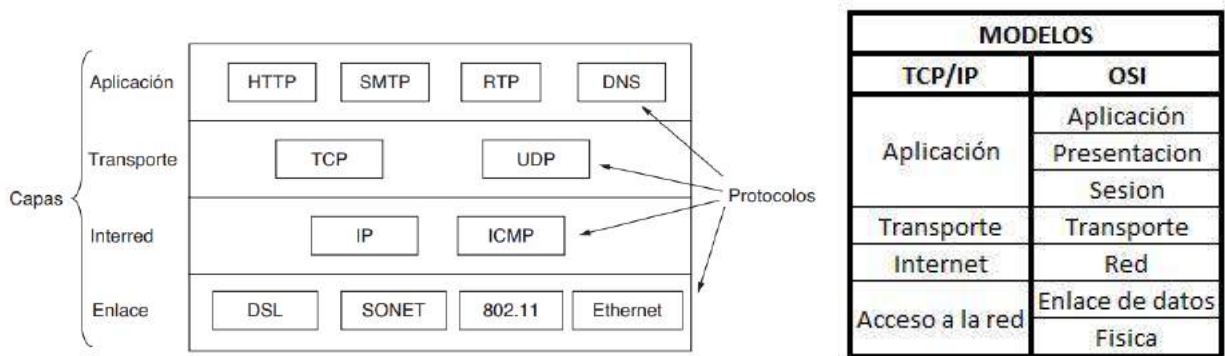 Capas
Aplicación
HTTP SMTP RTP DNS
Transporte
TCP UDP
Protocolos
Interred
IP ICMP
Enlace
DSL SONET 802.11 Ethernet
MODELOS
TCP/IP OSI
Aplicación
Aplicación
Presentacion
Sesion
Transporte Transporte
Internet Red
Acceso a la red
Enlace de datos
Fisica